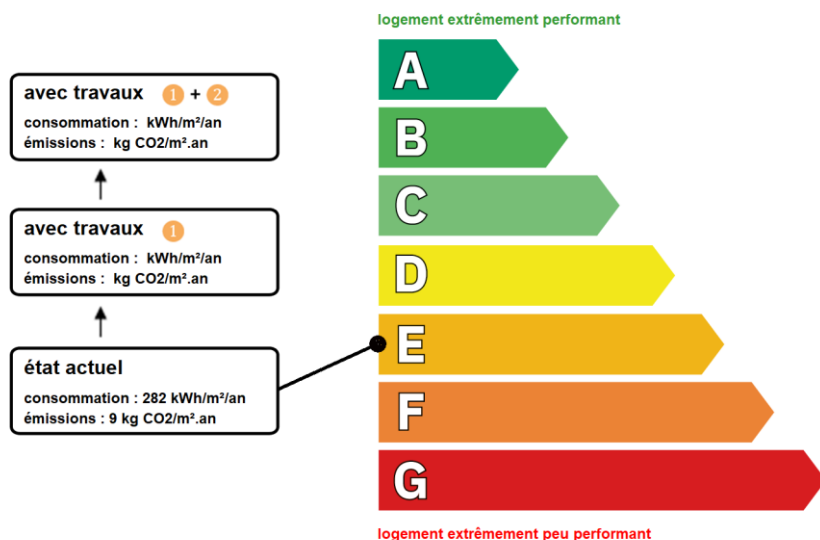 logement extrêmement performant
avec travaux 1 + 2
consommation : kWh/m²/an
émissions : kg CO2/m².an
avec travaux 1
consommation : kWh/m²/an
émissions : kg CO2/m².an
état actuel
consommation : 282 kWh/m²/an
émissions : 9 kg CO2/m².an
A
B
C
D
E
F
G
logement extrêmement peu performant